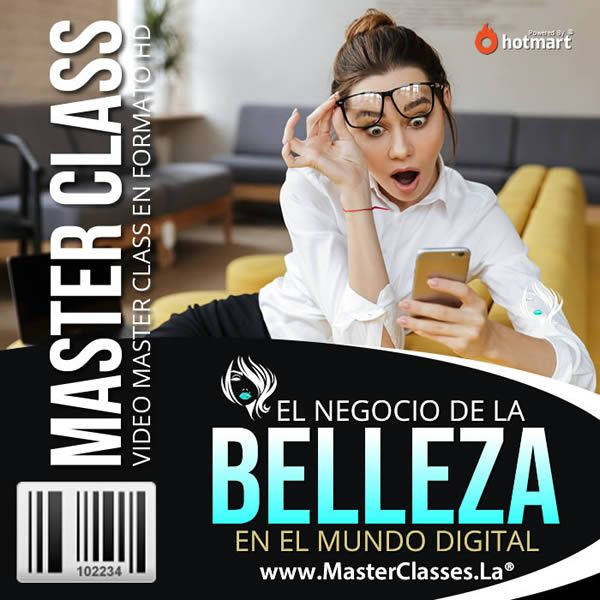 Powered By ®
hotmart
MASTER CLASS
VIDEO MASTER CLASS EN FORMATO HD
EL NEGOCIO DE LA
BELLEZA
EN EL MUNDO DIGITAL
www.MasterClasses.La®
102234